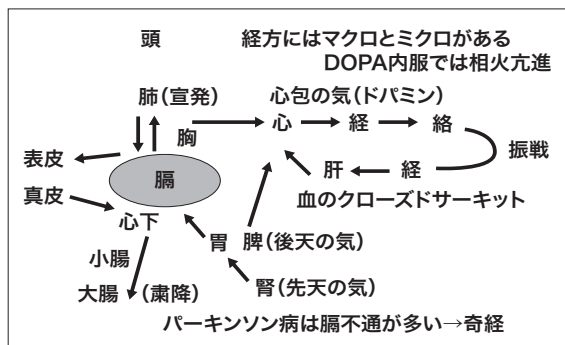 頭 経方にはマクロとミクロがある
DOPA内服では相火亢進
肺（宣発） 心包の気（ドパミン）
胸 心 経 絡
表皮 膈 肝 経 振戦
真皮 血のクローズドサーキット
心下
小腸 胃 脾（後天の気）
大腸（粛降） 腎（先天の気）
パーキンソン病は膈不通が多い→奇経